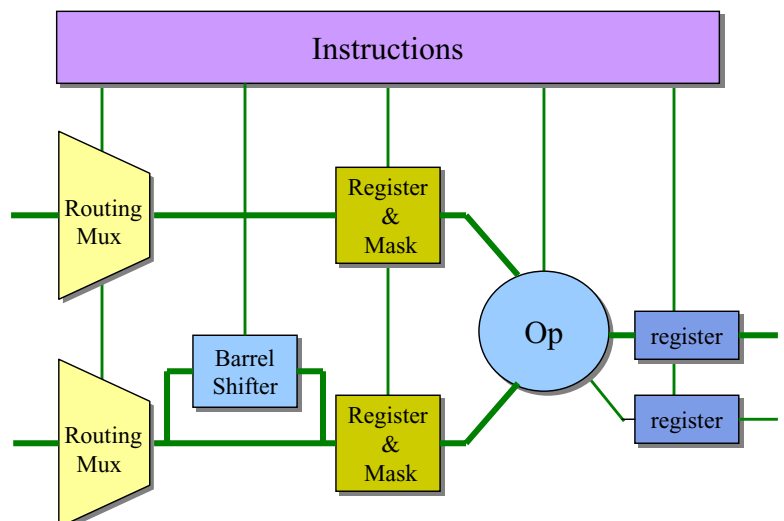 Instructions
Routing
Mux
Register
&
Mask
Op
register
Barrel
Shifter
register
Routing
Mux
Register
&
Mask